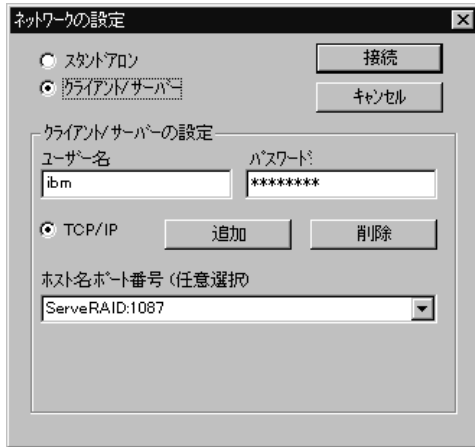 ネットワークの設定
スタンドアロン
接続
クライアント/サーバー
キャンセル
クライアント/サーバーの設定
ユーザー名
パスワード:
ibm
********
TCP/IP
追加
削除
ホスト名ポート番号(任意選択)
ServeRAID:1087